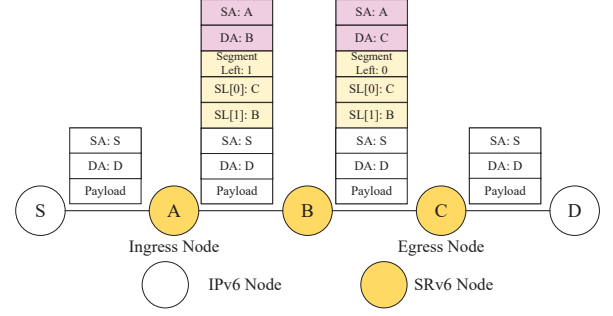 SA: A
DA: B
Segment
Left: 1
SL[0]: C
SL[1]: B
SA: S
DA: D
Payload
SA: A
DA: C
Segment
Left: 0
SL[0]: C
SL[1]: B
SA: S
DA: D
Payload
SA: S
DA: D
Payload
SA: S
DA: D
Payload
S
A
B
C
D
Ingress Node
Egress Node
IPv6 Node
SRv6 Node